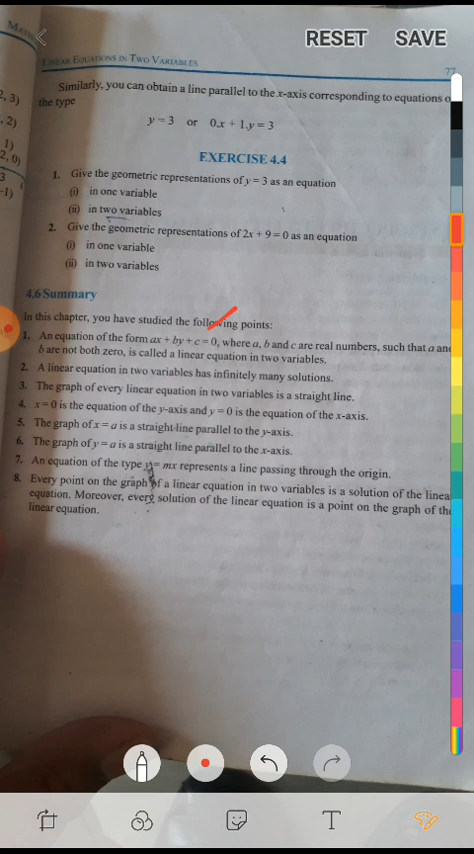 RESET SAVE
MATH
LINEAR EQUATIONS IN TWO VARIABLES 77
Similarly, you can obtain a line parallel to the x-axis corresponding to equations o
the type
y = 3 or 0.x + 1.y = 3
EXERCISE 4.4
1. Give the geometric representations of y = 3 as an equation
(i) in one variable
(ii) in two variables
2. Give the geometric representations of 2x + 9 = 0 as an equation
(i) in one variable
(ii) in two variables
4.6 Summary
In this chapter, you have studied the following points:
1. An equation of the form ax + by + c = 0, where a, b and c are real numbers, such that a and
b are not both zero, is called a linear equation in two variables.
2. A linear equation in two variables has infinitely many solutions.
3. The graph of every linear equation in two variables is a straight line.
4. x = 0 is the equation of the y-axis and y = 0 is the equation of the x-axis.
5. The graph of x = a is a straight line parallel to the y-axis.
6. The graph of y = a is a straight line parallel to the x-axis.
7. An equation of the type y = mx represents a line passing through the origin.
8. Every point on the graph of a linear equation in two variables is a solution of the linea
equation. Moreover, every solution of the linear equation is a point on the graph of the
linear equation.
T